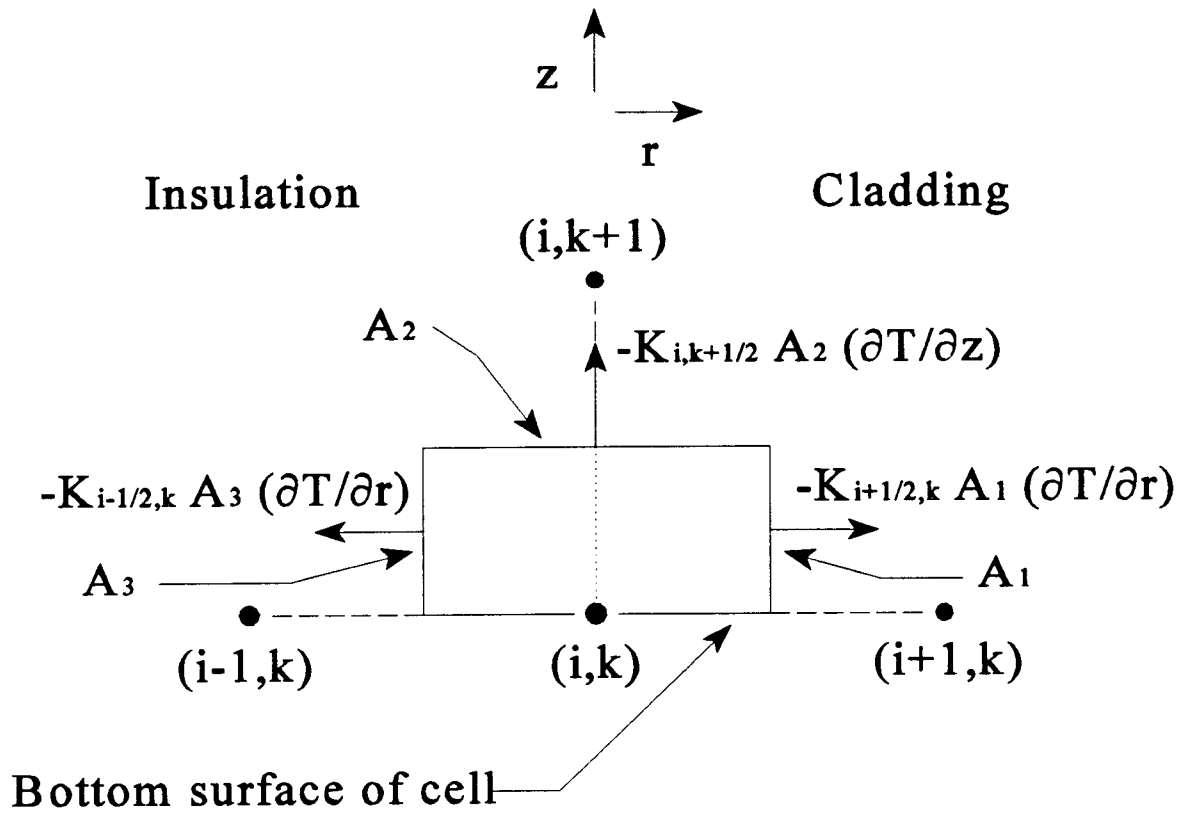 z
r
Insulation
Cladding
(i,k+1)
A2
-Ki,k+1/2 A2 (∂T/∂z)
-Ki-1/2,k A3 (∂T/∂r)
-Ki+1/2,k A1 (∂T/∂r)
A3
A1
(i-1,k)
(i,k)
(i+1,k)
Bottom surface of cell